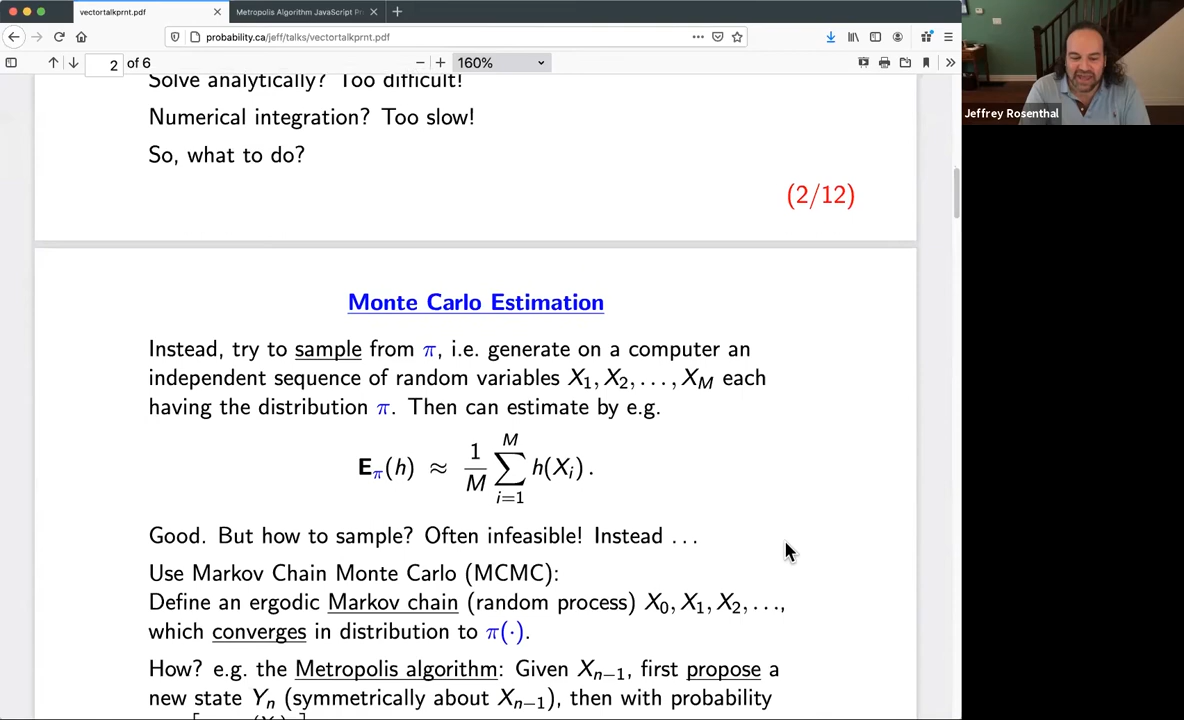 vectortalkprnt.pdf
Metropolis Algorithm JavaScript P
probability.ca/jeff/talks/vectortalkprnt.pdf
2 of 6
160%
Solve analytically? Too difficult!
Numerical integration? Too slow!
So, what to do?
(2/12)
Jeffrey Rosenthal
Monte Carlo Estimation
Instead, try to sample from π, i.e. generate on a computer an
independent sequence of random variables X₁, X₂, . . . , X_M each
having the distribution π. Then can estimate by e.g.
E_π(h) ≈ 1/M ∑_{i=1}^{M} h(X_i) .
Good. But how to sample? Often infeasible! Instead . . .
Use Markov Chain Monte Carlo (MCMC):
Define an ergodic Markov chain (random process) X₀, X₁, X₂, . . . ,
which converges in distribution to π(·).
How? e.g. the Metropolis algorithm: Given X_{n−1}, first propose a
new state Y_n (symmetrically about X_{n−1}), then with probability